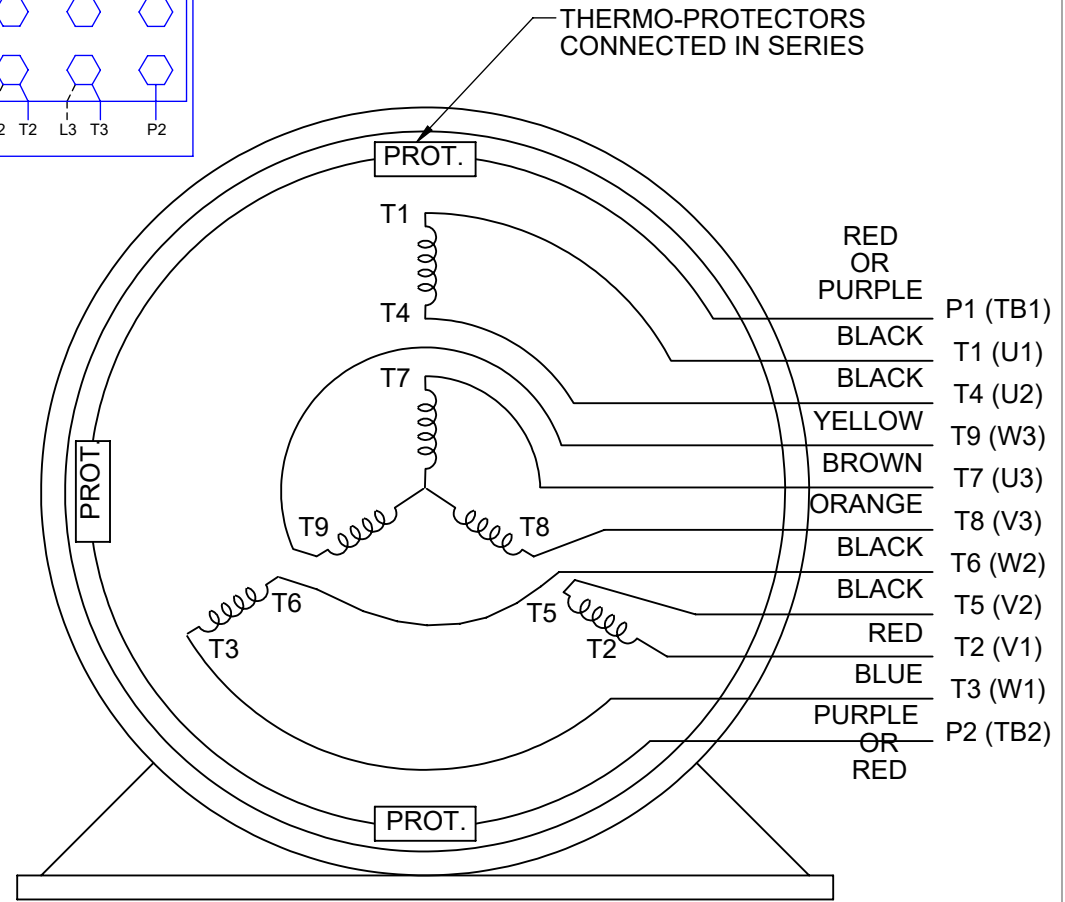 THERMO-PROTECTORS
CONNECTED IN SERIES
2 T2 L3 T3 P2
PROT.
T1
T4
T7
PROT.
T9
T8
T6
T5
T3
T2
PROT.
RED
OR
PURPLE
P1 (TB1)
BLACK
T1 (U1)
BLACK
T4 (U2)
YELLOW
T9 (W3)
BROWN
T7 (U3)
ORANGE
T8 (V3)
BLACK
T6 (W2)
BLACK
T5 (V2)
RED
T2 (V1)
BLUE
T3 (W1)
PURPLE
OR
RED
P2 (TB2)